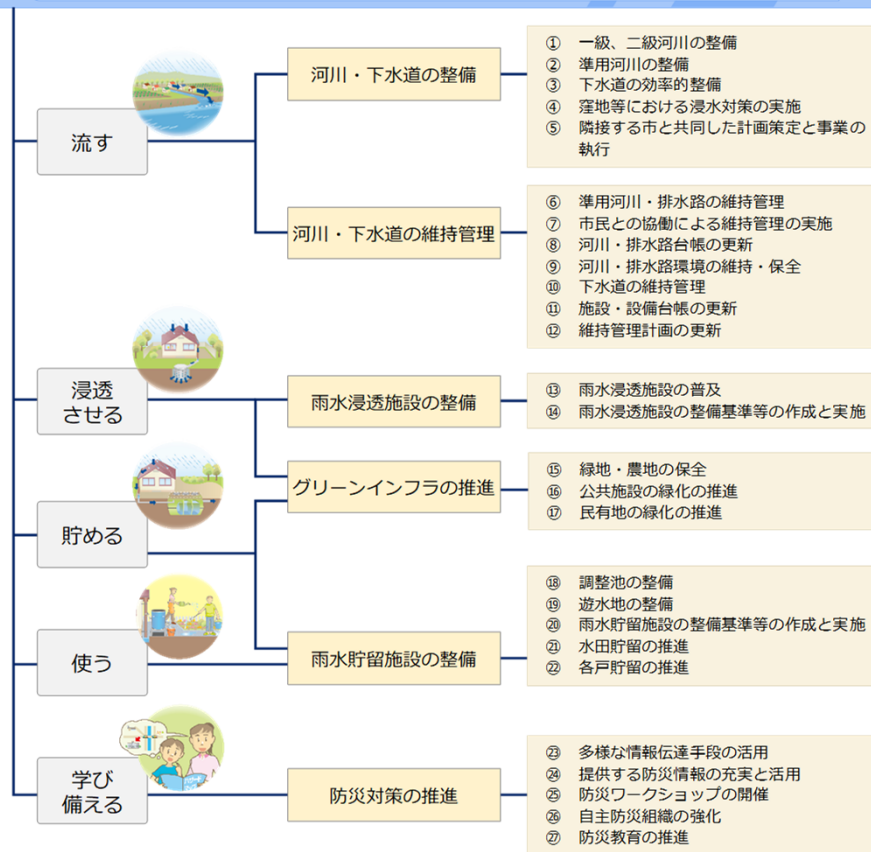 流す
河川・下水道の整備
① 一級、二級河川の整備
② 準用河川の整備
③ 下水道の効率的整備
④ 窪地等における浸水対策の実施
⑤ 隣接する市と共同した計画策定と事業の
執行
河川・下水道の維持管理
⑥ 準用河川・排水路の維持管理
⑦ 市民との協働による維持管理の実施
⑧ 河川・排水路台帳の更新
⑨ 河川・排水路環境の維持・保全
⑩ 下水道の維持管理
⑪ 施設・設備台帳の更新
⑫ 維持管理計画の更新
浸透
させる
雨水浸透施設の整備
⑬ 雨水浸透施設の普及
⑭ 雨水浸透施設の整備基準等の作成と実施
グリーンインフラの推進
⑮ 緑地・農地の保全
⑯ 公共施設の緑化の推進
⑰ 民有地の緑化の推進
貯める
使う
雨水貯留施設の整備
⑱ 調整池の整備
⑲ 遊水地の整備
⑳ 雨水貯留施設の整備基準等の作成と実施
㉑ 水田貯留の推進
㉒ 各戸貯留の推進
学び
備える
防災対策の推進
㉓ 多様な情報伝達手段の活用
㉔ 提供する防災情報の充実と活用
㉕ 防災ワークショップの開催
㉖ 自主防災組織の強化
㉗ 防災教育の推進